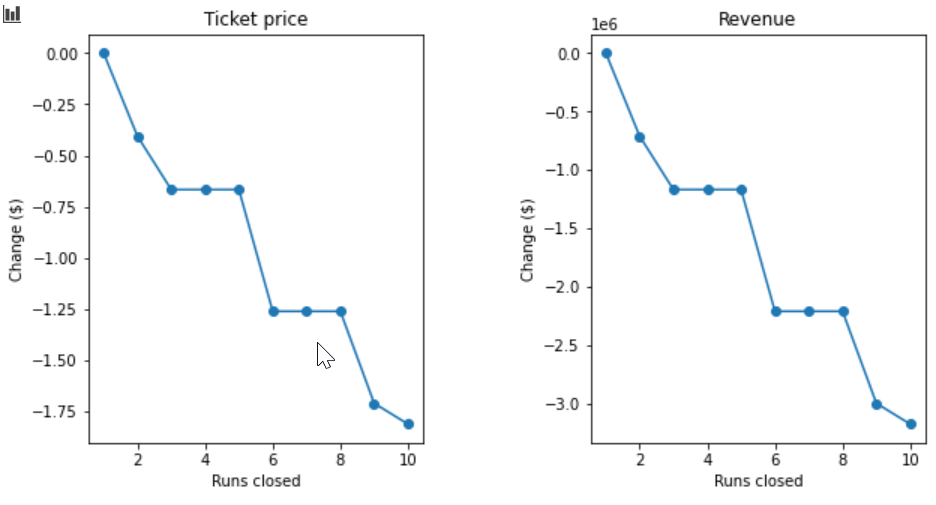 Ticket price
0.00
−0.25
−0.50
−0.75
−1.00
−1.25
−1.50
−1.75
Change ($)
2 4 6 8 10
Runs closed
Revenue
1e6
0.0
−0.5
−1.0
−1.5
−2.0
−2.5
−3.0
Change ($)
2 4 6 8 10
Runs closed